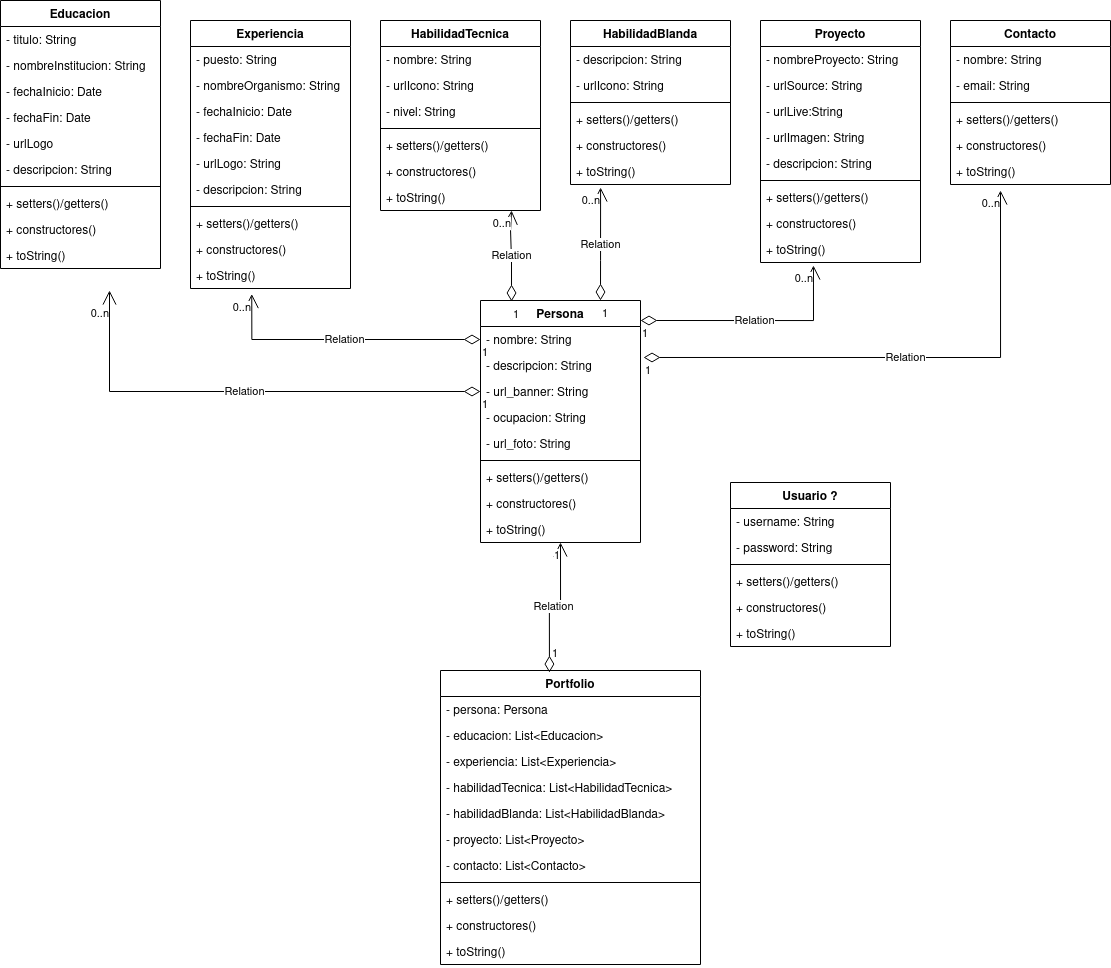 Educacion
- titulo: String
- nombreInstitucion: String
- fechaInicio: Date
- fechaFin: Date
- urlLogo
- descripcion: String
+ setters()/getters()
+ constructores()
+ toString()
Experiencia
- puesto: String
- nombreOrganismo: String
- fechaInicio: Date
- fechaFin: Date
- urlLogo: String
- descripcion: String
+ setters()/getters()
+ constructores()
+ toString()
HabilidadTecnica
- nombre: String
- urlIcono: String
- nivel: String
+ setters()/getters()
+ constructores()
+ toString()
HabilidadBlanda
- descripcion: String
- urlIcono: String
+ setters()/getters()
+ constructores()
+ toString()
Proyecto
- nombreProyecto: String
- urlSource: String
- urlLive:String
- urlImagen: String
- descripcion: String
+ setters()/getters()
+ constructores()
+ toString()
Contacto
- nombre: String
- email: String
+ setters()/getters()
+ constructores()
+ toString()
0..n
0..n
0..n
0..n
0..n
0..n
Relation
Relation
Relation
Relation
Relation
Relation
1
1
1
1
1
1
Persona
- nombre: String
- descripcion: String
- url_banner: String
- ocupacion: String
- url_foto: String
+ setters()/getters()
+ constructores()
+ toString()
Usuario ?
- username: String
- password: String
+ setters()/getters()
+ constructores()
+ toString()
1
Relation
1
Portfolio
- persona: Persona
- educacion: List<Educacion>
- experiencia: List<Experiencia>
- habilidadTecnica: List<HabilidadTecnica>
- habilidadBlanda: List<HabilidadBlanda>
- proyecto: List<Proyecto>
- contacto: List<Contacto>
+ setters()/getters()
+ constructores()
+ toString()